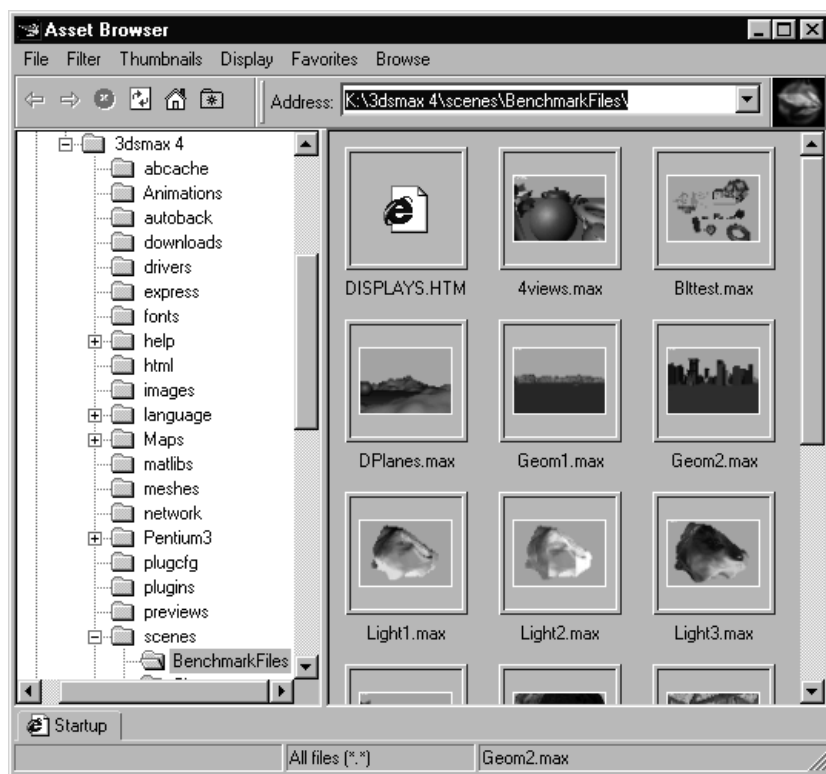 Asset Browser
File Filter Thumbnails Display Favorites Browse
Address: K:\3dsmax 4\scenes\BenchmarkFiles\
3dsmax 4
abcache
Animations
autoback
downloads
drivers
express
fonts
help
html
images
language
Maps
matlibs
meshes
network
Pentium3
plugcfg
plugins
previews
scenes
BenchmarkFiles
DISPLAYS.HTM 4views.max Blttest.max
DPlanes.max Geom1.max Geom2.max
Light1.max Light2.max Light3.max
Startup
All files (*.*) Geom2.max